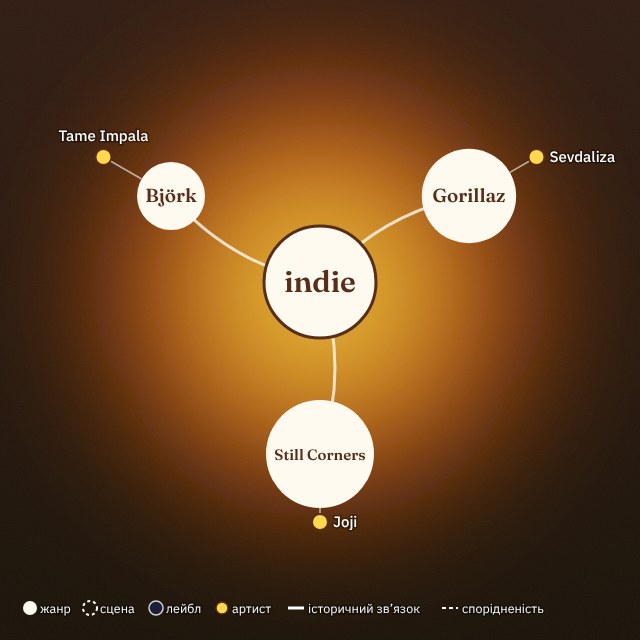 Tame Impala
Sevdaliza
Björk
Gorillaz
indie
Still Corners
Joji
жанр
сцена
лейбл
артист
історичний зв’язок
спорідненість